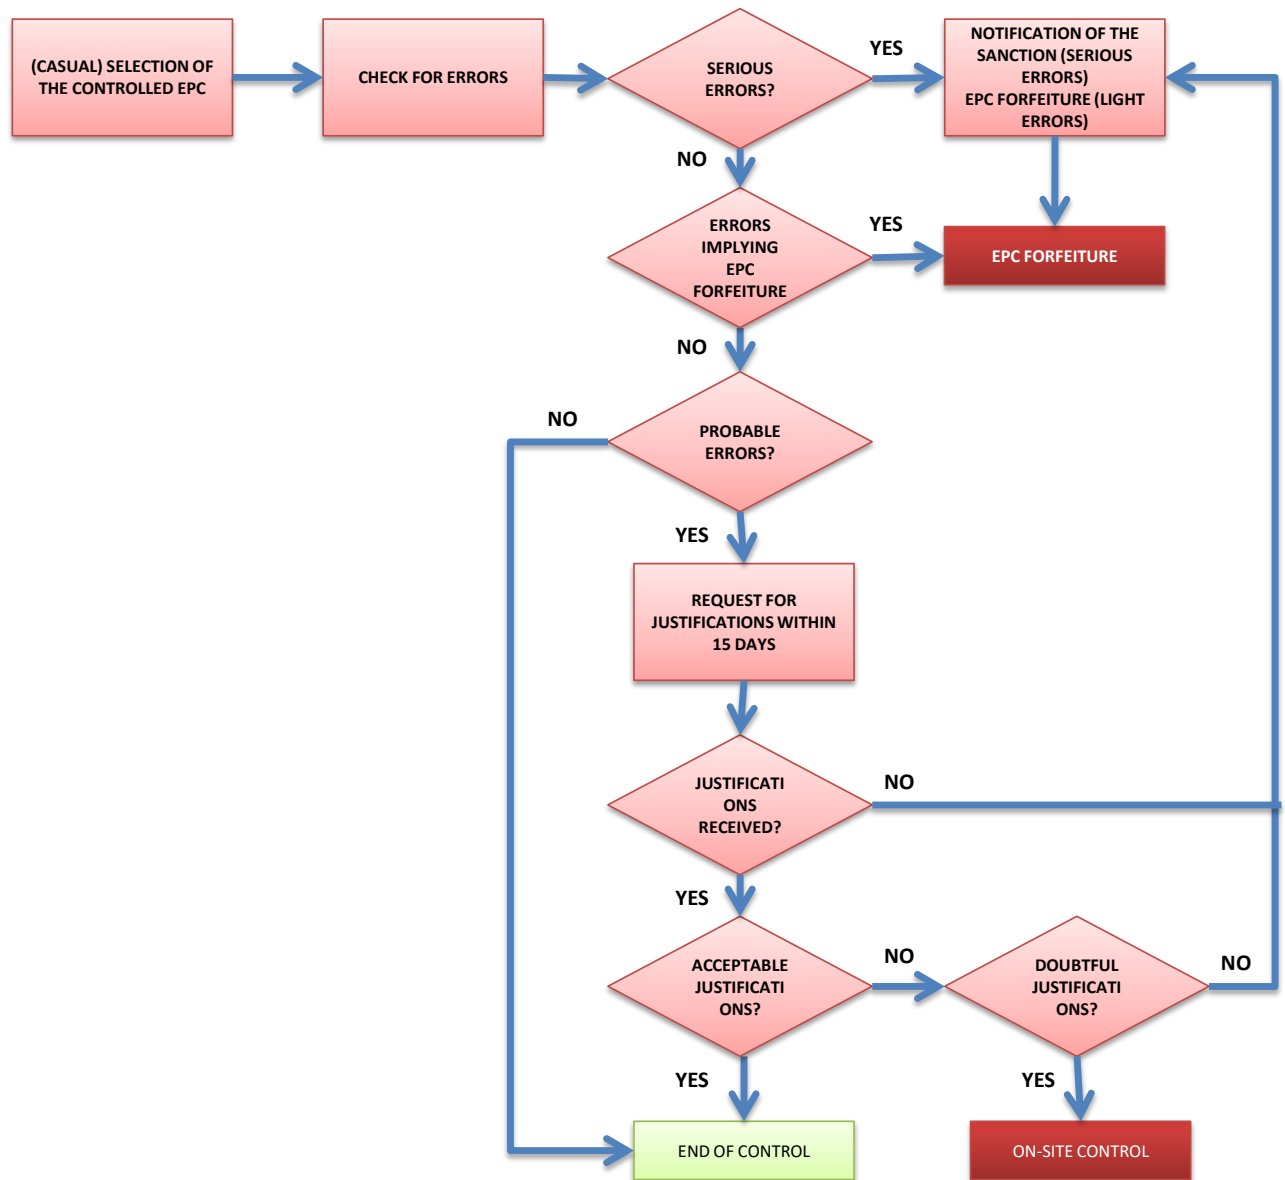 (CASUAL) SELECTION OF
THE CONTROLLED EPC
CHECK FOR ERRORS
SERIOUS
ERRORS?
YES
NOTIFICATION OF THE
SANCTION (SERIOUS
ERRORS)
EPC FORFEITURE (LIGHT
ERRORS)
NO
ERRORS
IMPLYING
EPC
FORFEITURE
YES
EPC FORFEITURE
NO
PROBABLE
ERRORS?
NO
YES
REQUEST FOR
JUSTIFICATIONS WITHIN
15 DAYS
JUSTIFICATI
ONS
RECEIVED?
NO
YES
ACCEPTABLE
JUSTIFICATI
ONS?
NO
DOUBTFUL
JUSTIFICATI
ONS?
NO
YES
YES
END OF CONTROL
ON-SITE CONTROL